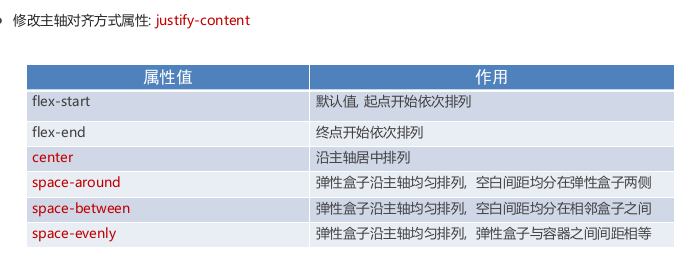 修改主轴对齐方式属性: justify-content
属性值 作用
flex-start 默认值, 起点开始依次排列
flex-end 终点开始依次排列
center 沿主轴居中排列
space-around 弹性盒子沿主轴均匀排列, 空白间距均分在弹性盒子两侧
space-between 弹性盒子沿主轴均匀排列, 空白间距均分在相邻盒子之间
space-evenly 弹性盒子沿主轴均匀排列, 弹性盒子与容器之间间距相等